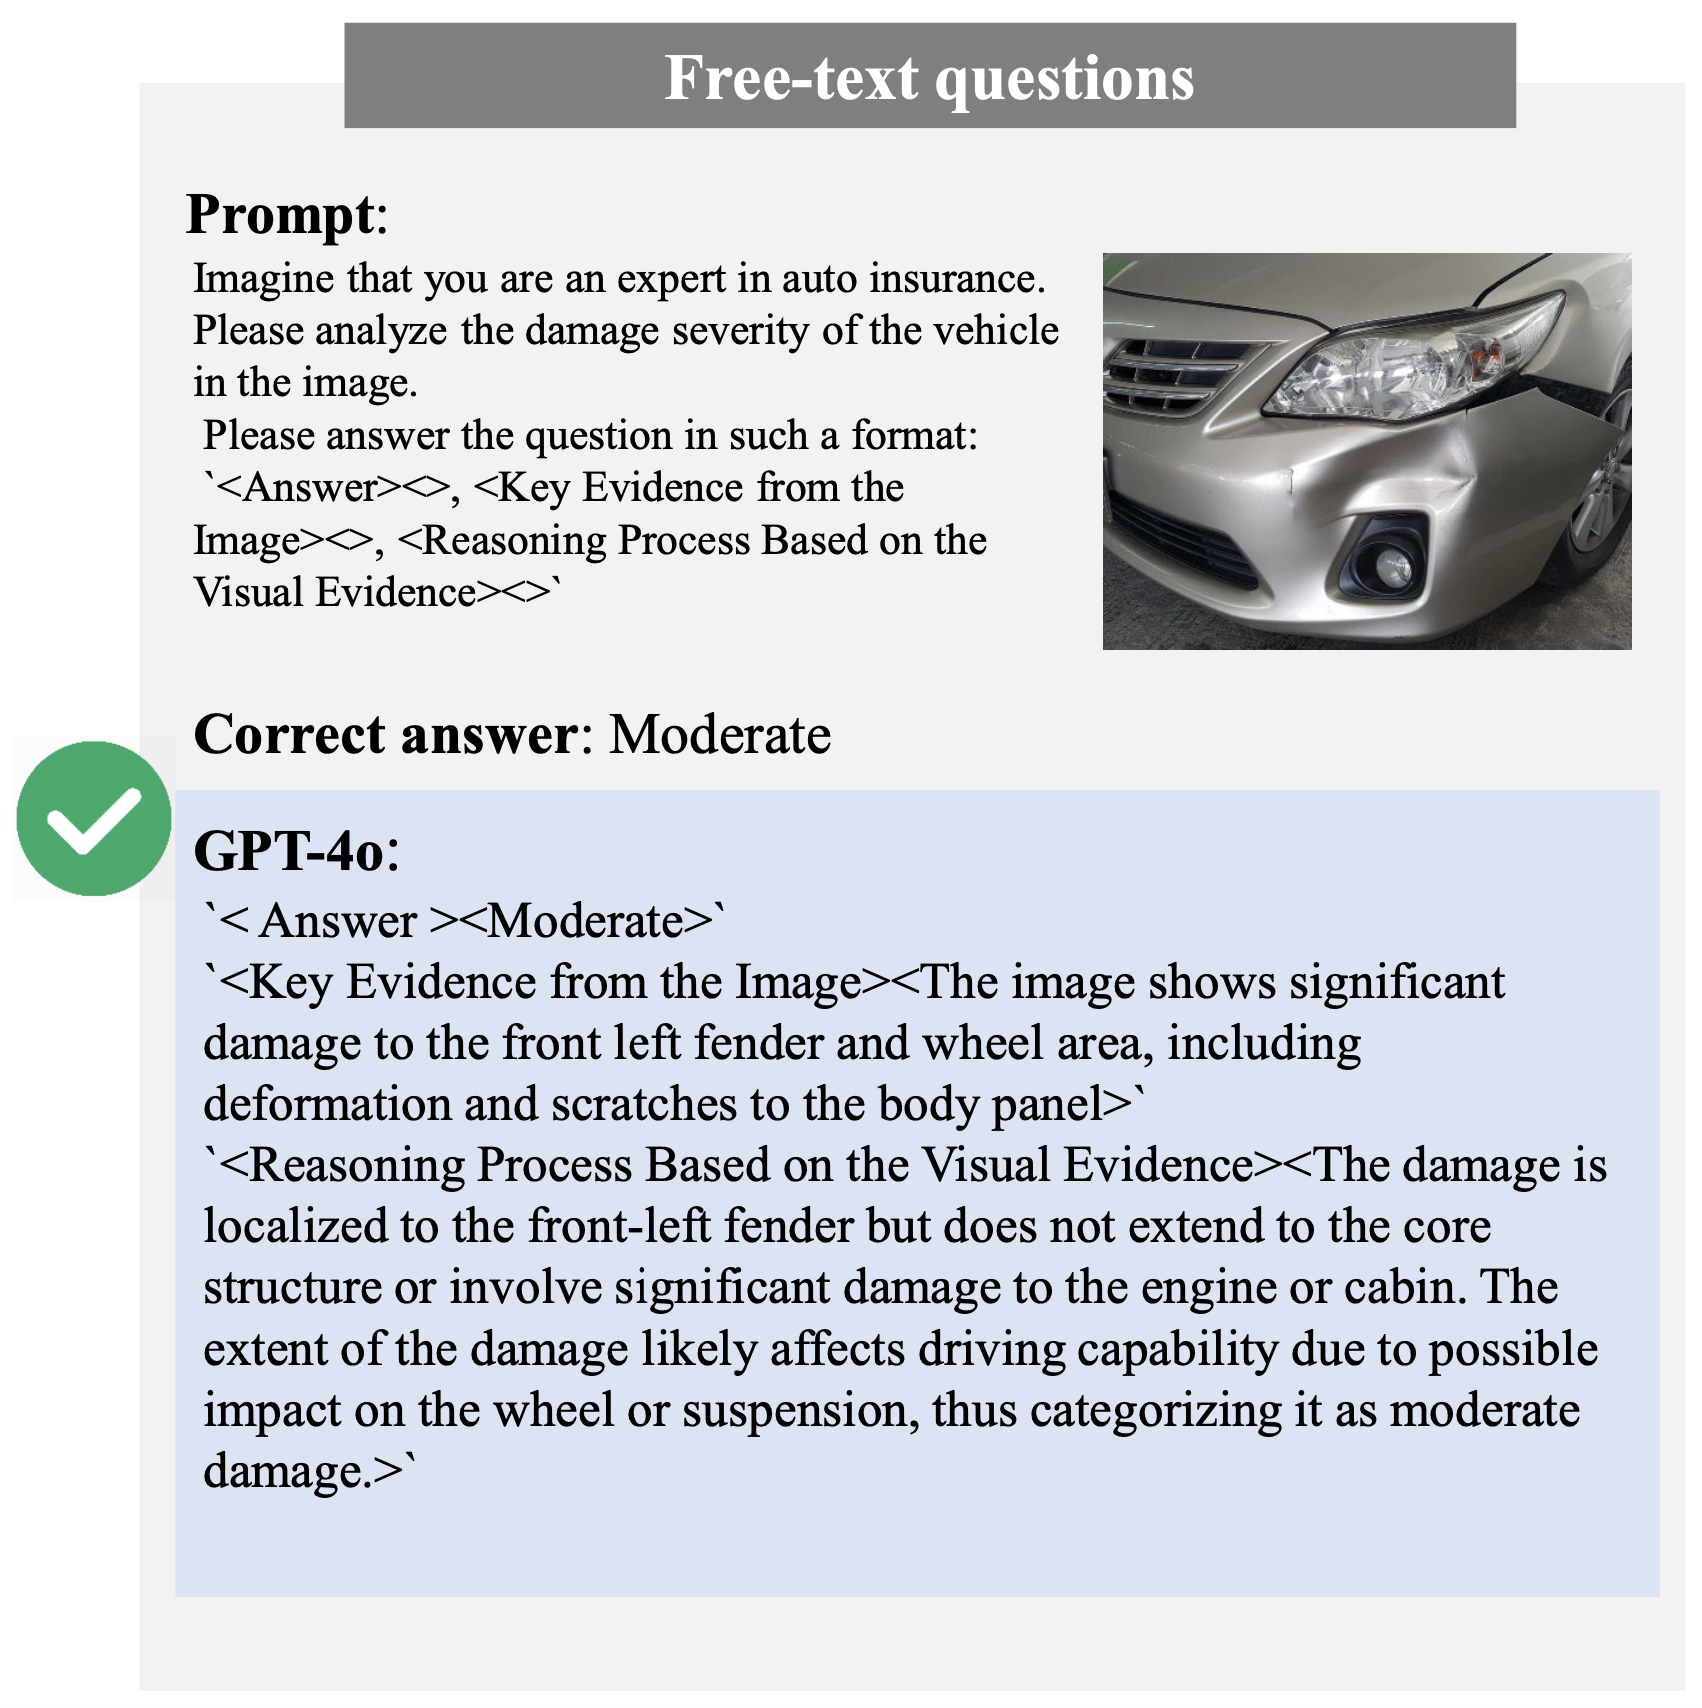 Free-text questions
Prompt:
Imagine that you are an expert in auto insurance.
Please analyze the damage severity of the vehicle
in the image.
Please answer the question in such a format:
`<Answer><>, <Key Evidence from the
Image><>, <Reasoning Process Based on the
Visual Evidence><>`
Correct answer: Moderate
GPT-4o:
`< Answer ><Moderate>`
`<Key Evidence from the Image><The image shows significant
damage to the front left fender and wheel area, including
deformation and scratches to the body panel>`
`<Reasoning Process Based on the Visual Evidence><The damage is
localized to the front-left fender but does not extend to the core
structure or involve significant damage to the engine or cabin. The
extent of the damage likely affects driving capability due to possible
impact on the wheel or suspension, thus categorizing it as moderate
damage.>`